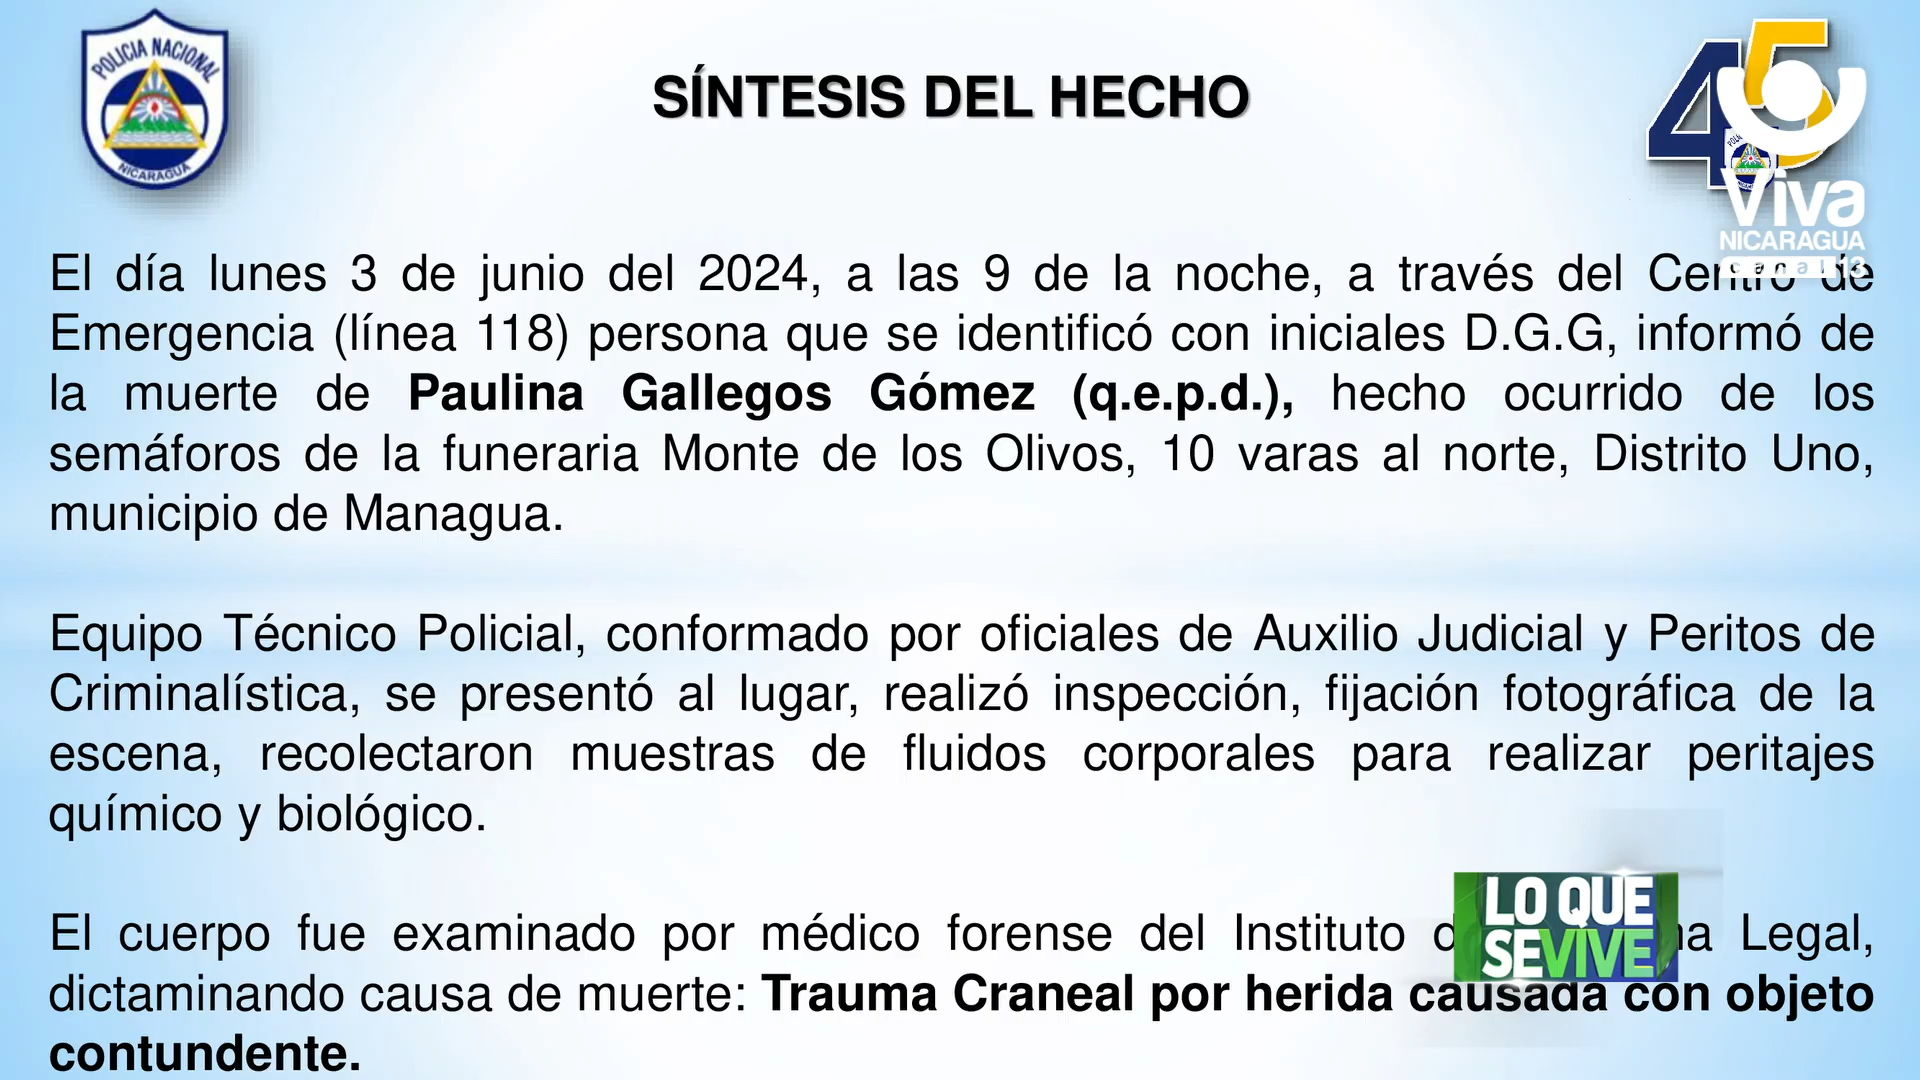 POLICIA NACIONAL
NICARAGUA
SÍNTESIS DEL HECHO
45
Viva
NICARAGUA
canal 13
El día lunes 3 de junio del 2024, a las 9 de la noche, a través del Centro de
Emergencia (línea 118) persona que se identificó con iniciales D.G.G, informó de
la muerte de Paulina Gallegos Gómez (q.e.p.d.), hecho ocurrido de los
semáforos de la funeraria Monte de los Olivos, 10 varas al norte, Distrito Uno,
municipio de Managua.
Equipo Técnico Policial, conformado por oficiales de Auxilio Judicial y Peritos de
Criminalística, se presentó al lugar, realizó inspección, fijación fotográfica de la
escena, recolectaron muestras de fluidos corporales para realizar peritajes
químico y biológico.
El cuerpo fue examinado por médico forense del Instituto Legal,
dictaminando causa de muerte: Trauma Craneal por herida causada con objeto
contundente.
LO QUE
SEVIVE